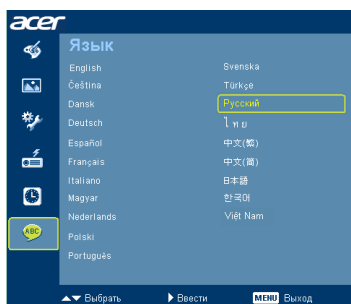 acer
Язык
English
Čeština
Dansk
Deutsch
Español
Français
Italiano
Magyar
Nederlands
Polski
Português
Svenska
Türkçe
Русский
ไทย
中文(繁)
中文(簡)
日本語
한국어
Việt Nam
ABC
▲▼ Выбрать ▶ Ввести MENU Выход